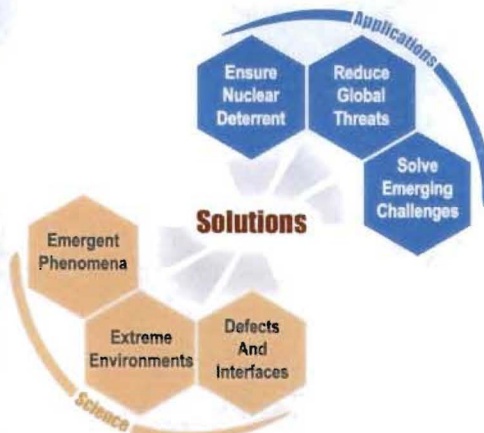 Applications
Ensure
Nuclear
Deterrent
Reduce
Global
Threats
Solve
Emerging
Challenges
Solutions
Emergent
Phenomena
Extreme
Environments
Defects
And
Interfaces
Science